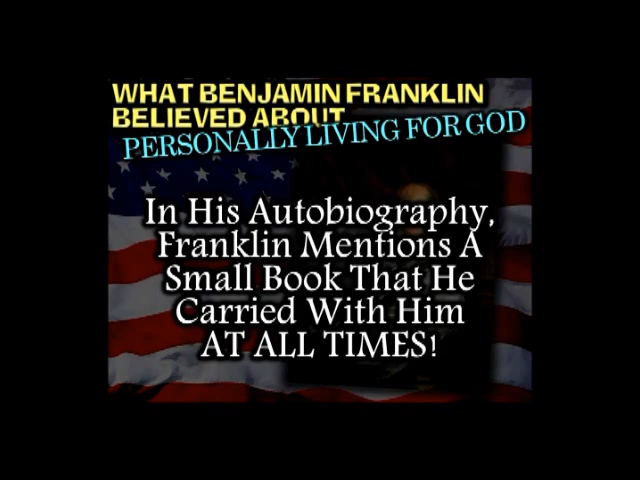 WHAT BENJAMIN FRANKLIN
BELIEVED ABOUT
PERSONALLY LIVING FOR GOD
In His Autobiography,
Franklin Mentions A
Small Book That He
Carried With Him
AT ALL TIMES!